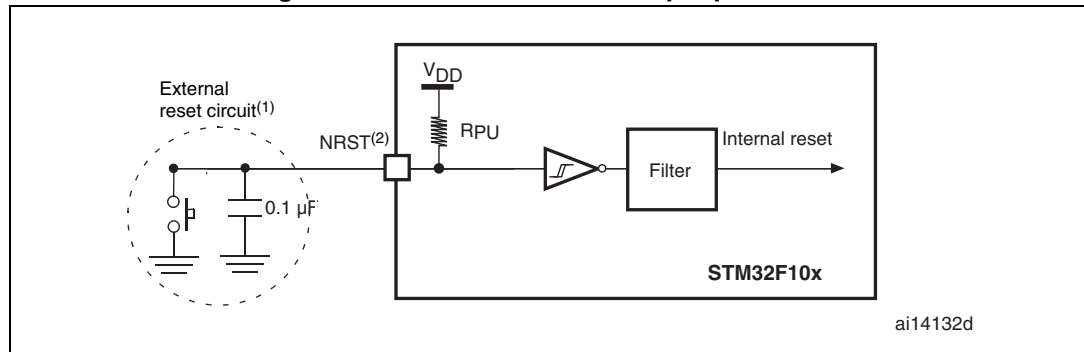 External
reset circuit(1)
VDD
NRST(2)
RPU
Internal reset
Filter
0.1 µF
STM32F10x
ai14132d